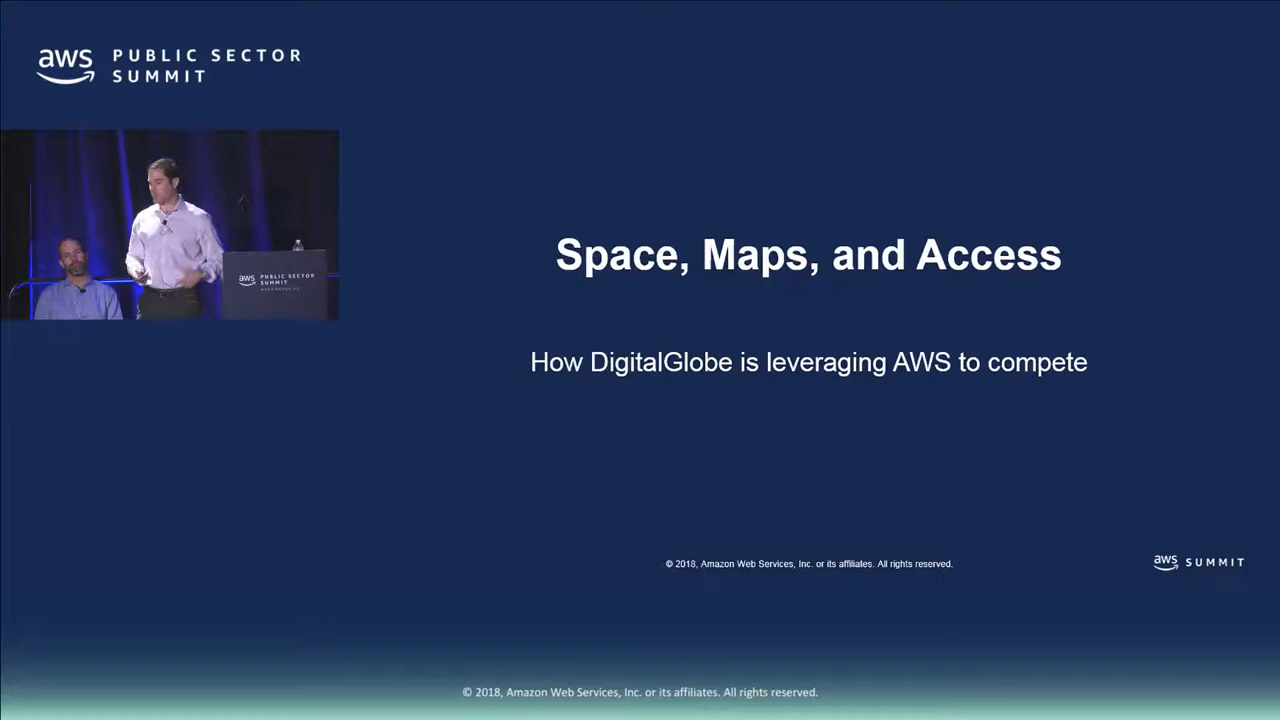 aws PUBLIC SECTOR
SUMMIT
aws PUBLIC SECTOR
SUMMIT
Space, Maps, and Access
How DigitalGlobe is leveraging AWS to compete
© 2018, Amazon Web Services, Inc. or its affiliates. All rights reserved.
aws SUMMIT
© 2018, Amazon Web Services, Inc. or its affiliates. All rights reserved.